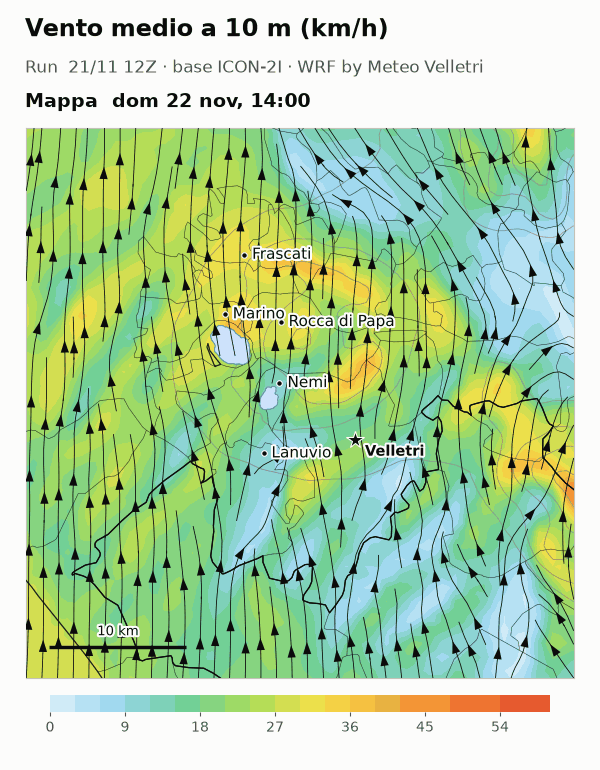 Vento medio a 10 m (km/h)
Run 21/11 12Z · base ICON-2I · WRF by Meteo Velletri
Mappa dom 22 nov, 14:00
Frascati
Marino
Rocca di Papa
Nemi
Velletri
Lanuvio
10 km
0 9 18 27 36 45 54